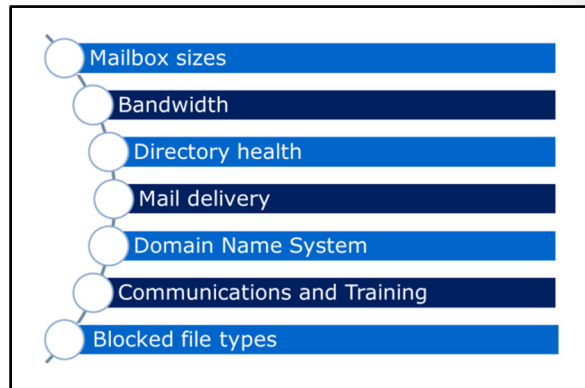 Mailbox sizes
Bandwidth
Directory health
Mail delivery
Domain Name System
Communications and Training
Blocked file types